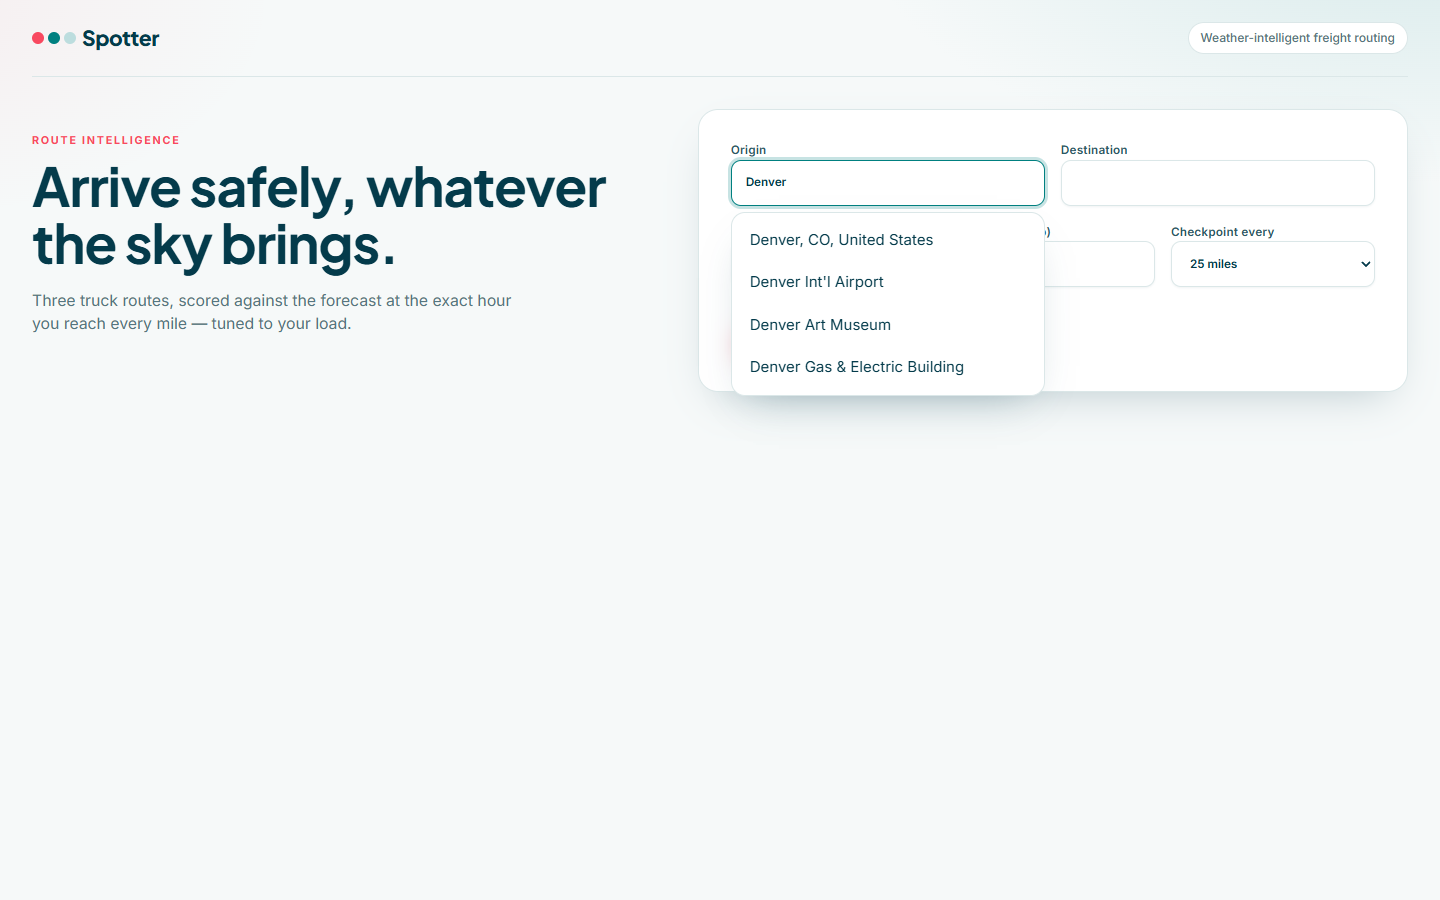 Spotter
Weather-intelligent freight routing
ROUTE INTELLIGENCE
Arrive safely, whatever
the sky brings.
Three truck routes, scored against the forecast at the exact hour
you reach every mile — tuned to your load.
Origin
Destination
Denver
Denver, CO, United States
Denver Int'l Airport
Denver Art Museum
Denver Gas & Electric Building
Checkpoint every
25 miles